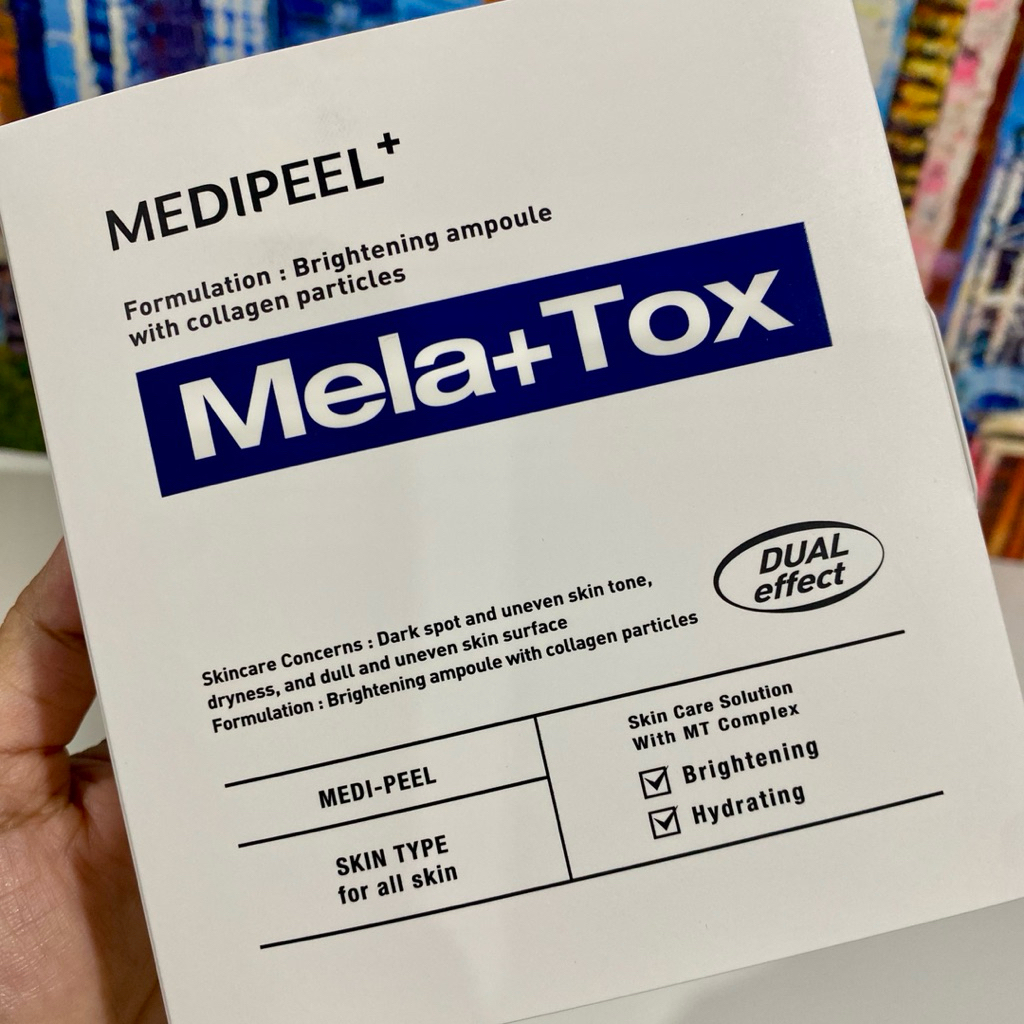 MEDIPEEL+
Formulation : Brightening ampoule
with collagen particles
Mela+Tox
DUAL
effect
Skincare Concerns : Dark spot and uneven skin tone,
dryness, and dull and uneven skin surface
Formulation : Brightening ampoule with collagen particles
MEDI-PEEL
SKIN TYPE
for all skin
Skin Care Solution
With MT Complex
☑ Brightening
☑ Hydrating